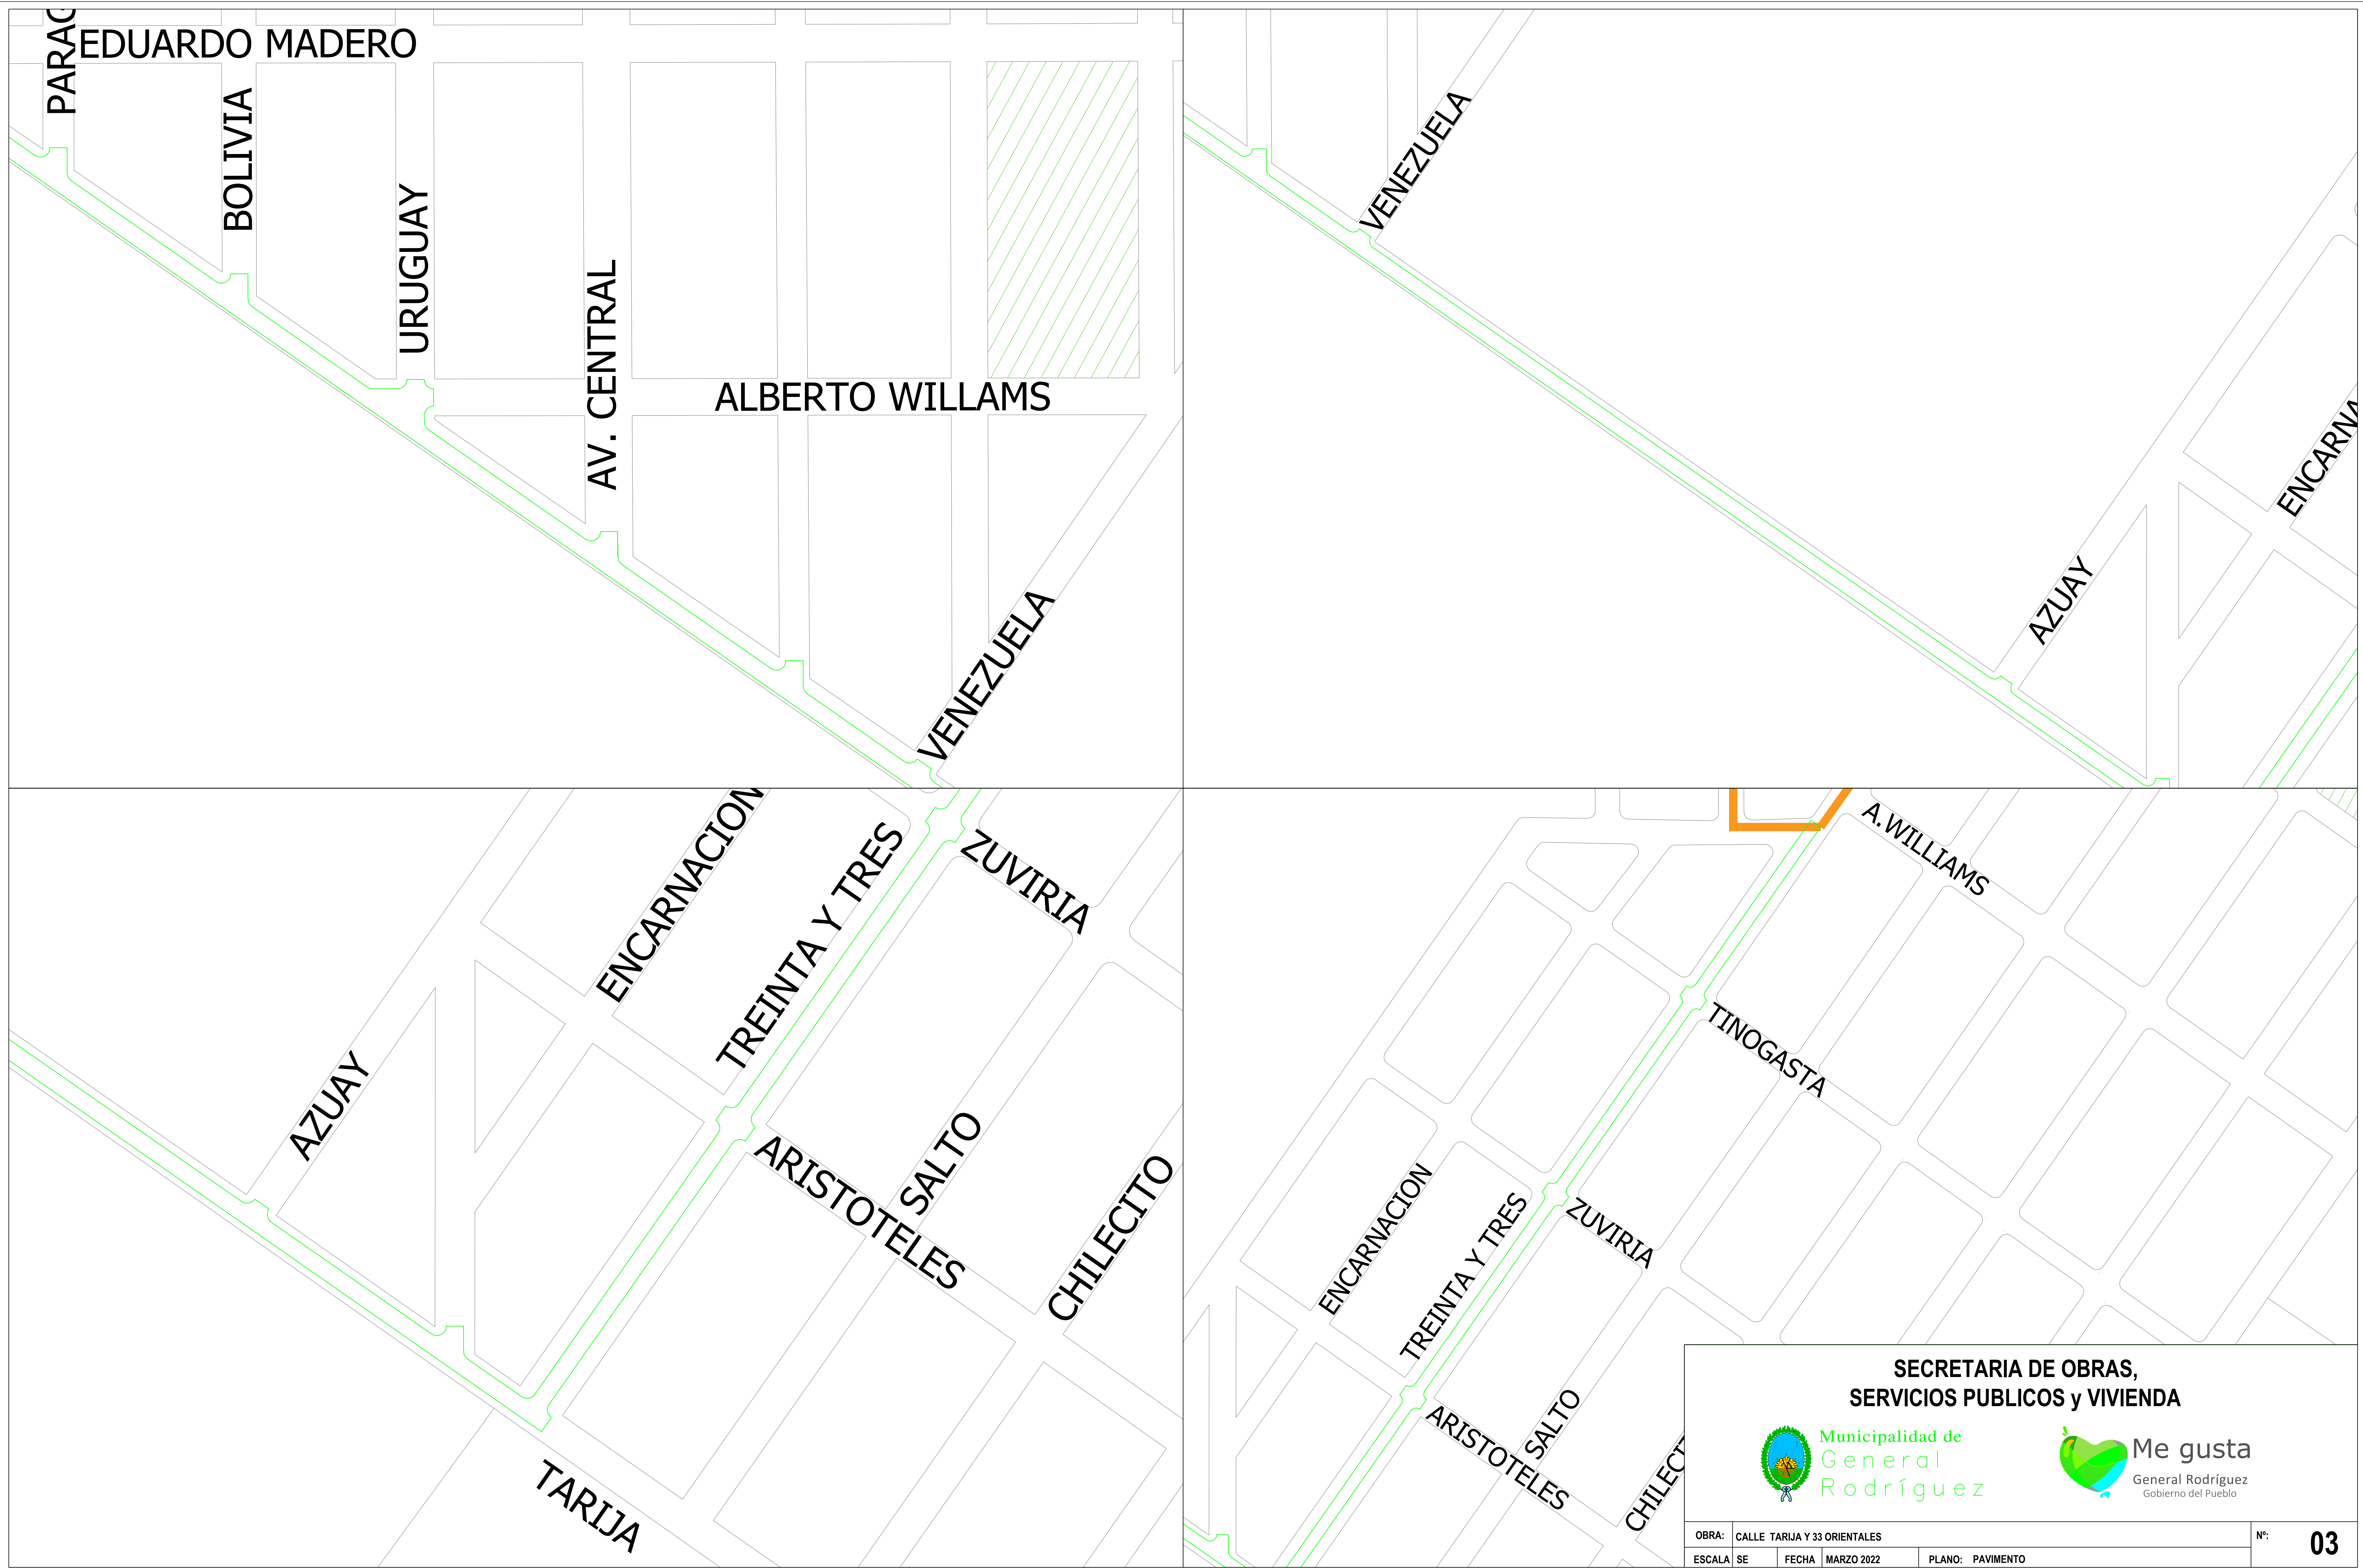 PARAG
EDUARDO MADERO
BOLIVIA
URUGUAY
AV. CENTRAL
ALBERTO WILLAMS
VENEZUELA
VENEZUELA
ENCARNA
AZUAY
ENCARNACION
TREINTA Y TRES
ZUVIRIA
AZUAY
ARISTOTELES
SALTO
CHILECITO
TARIJA
A. WILLIAMS
TINOGASTA
ENCARNACION
TREINTA Y TRES
ZUVIRIA
ARISTOTELES
SALTO
CHILECI
SECRETARIA DE OBRAS,
SERVICIOS PUBLICOS y VIVIENDA
Municipalidad de
General
Rodríguez
Me gusta
General Rodríguez
Gobierno del Pueblo
OBRA: CALLE TARIJA Y 33 ORIENTALES Nº: 03
ESCALA SE FECHA MARZO 2022 PLANO: PAVIMENTO